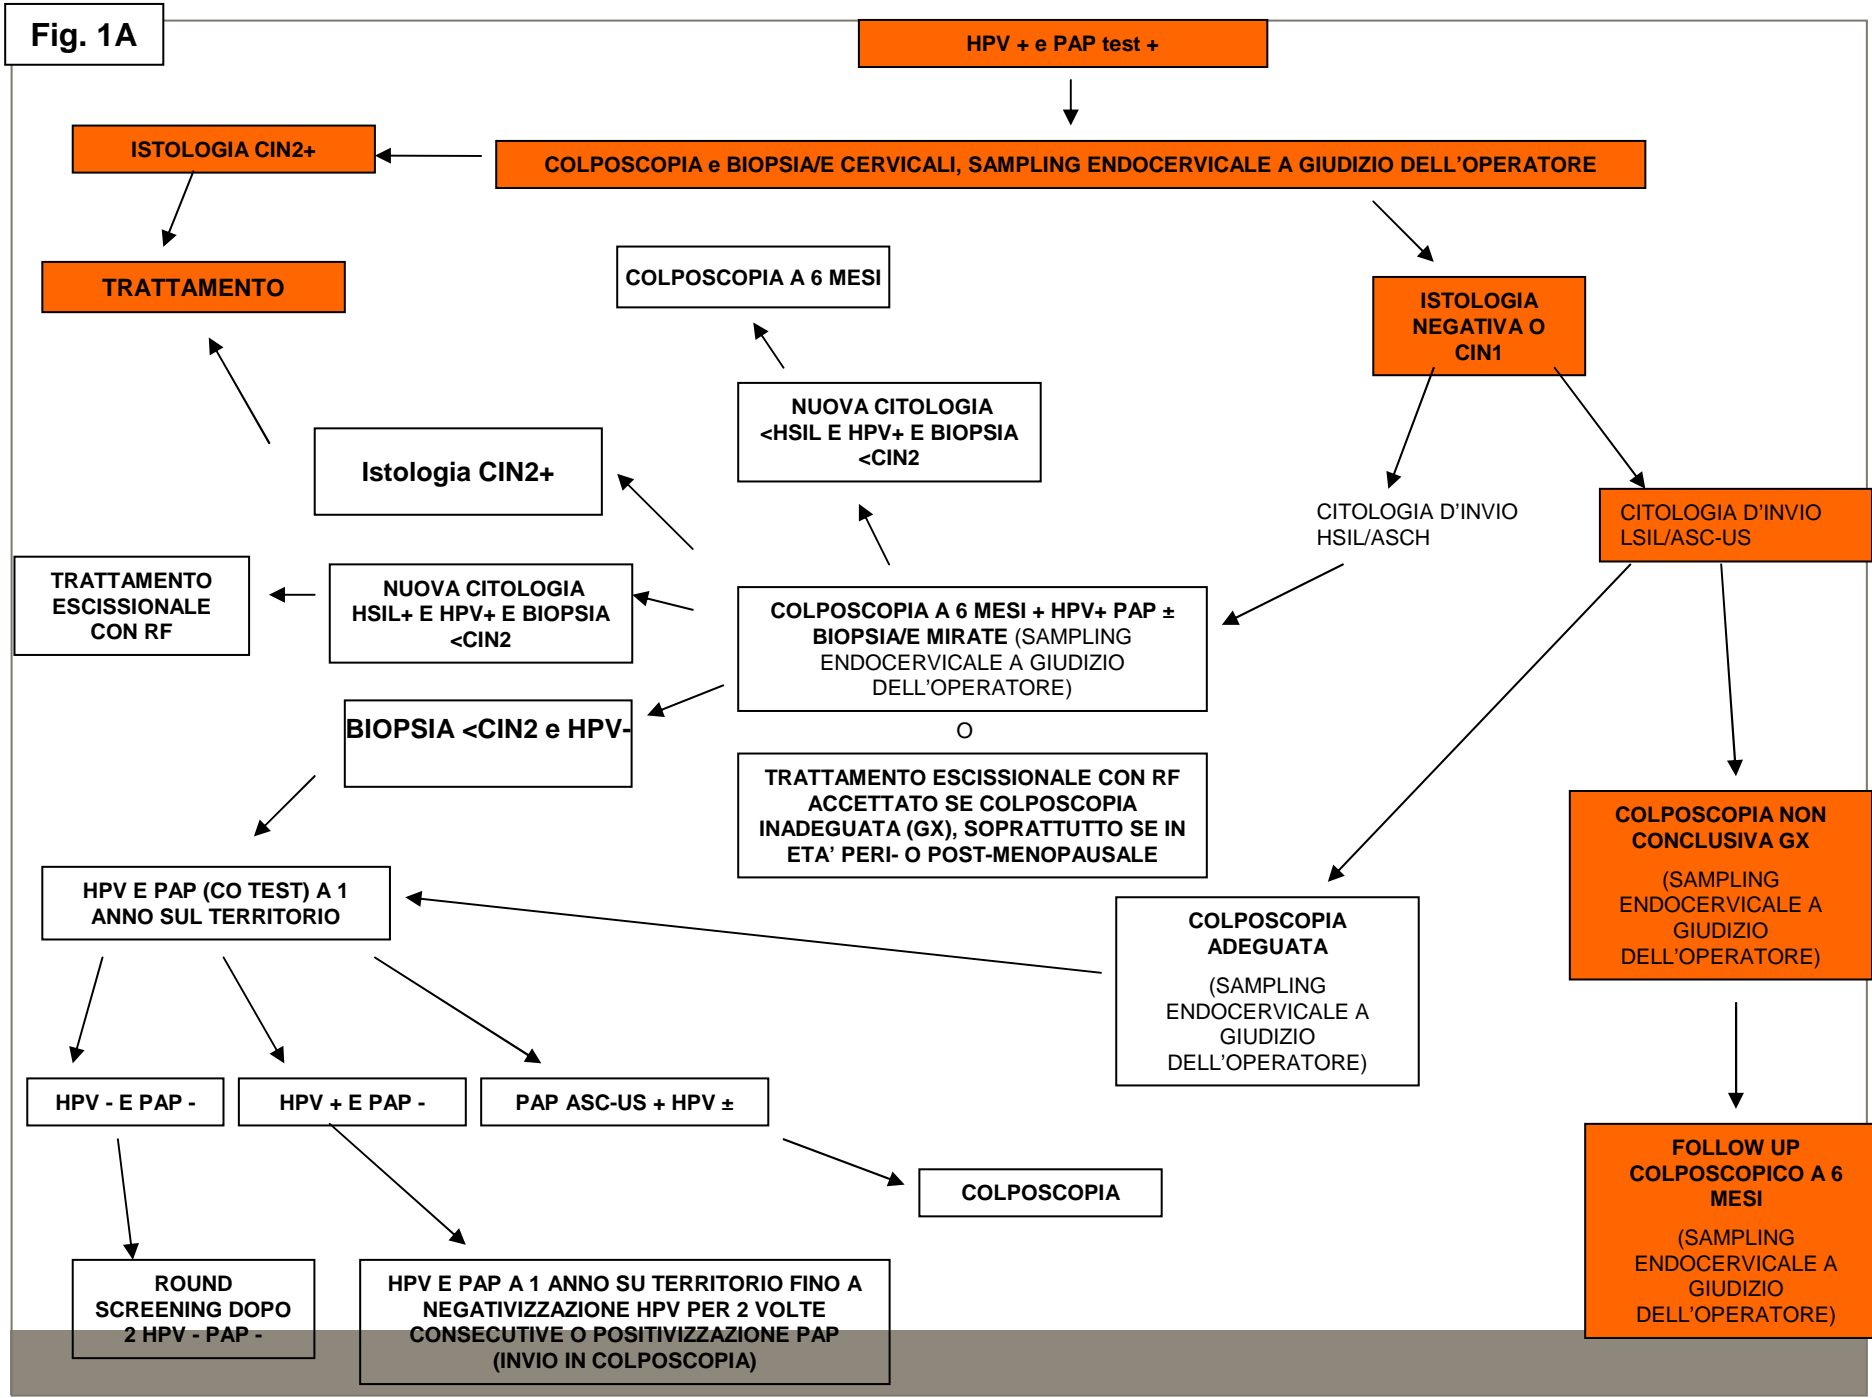 Fig. 1A
HPV + e PAP test +
ISTOLOGIA CIN2+
COLPOSCOPIA e BIOPSIA/E CERVICALI, SAMPLING ENDOCERVICALE A GIUDIZIO DELL'OPERATORE
TRATTAMENTO
COLPOSCOPIA A 6 MESI
ISTOLOGIA
NEGATIVA O
CIN1
NUOVA CITOLOGIA
<HSIL E HPV+ E BIOPSIA
<CIN2
Istologia CIN2+
CITOLOGIA D'INVIO
HSIL/ASCH
CITOLOGIA D'INVIO
LSIL/ASC-US
TRATTAMENTO
ESCISSIONALE
CON RF
NUOVA CITOLOGIA
HSIL+ E HPV+ E BIOPSIA
<CIN2
COLPOSCOPIA A 6 MESI + HPV+ PAP ±
BIOPSIA/E MIRATE (SAMPLING
ENDOCERVICALE A GIUDIZIO
DELL'OPERATORE)
BIOPSIA <CIN2 e HPV-
O
TRATTAMENTO ESCISSIONALE CON RF
ACCETTATO SE COLPOSCOPIA
INADEGUATA (GX), SOPRATTUTTO SE IN
ETA' PERI- O POST-MENOPAUSALE
COLPOSCOPIA NON
CONCLUSIVA GX
(SAMPLING
ENDOCERVICALE A
GIUDIZIO
DELL'OPERATORE)
HPV E PAP (CO TEST) A 1
ANNO SUL TERRITORIO
COLPOSCOPIA
ADEGUATA
(SAMPLING
ENDOCERVICALE A
GIUDIZIO
DELL'OPERATORE)
HPV - E PAP -
HPV + E PAP -
PAP ASC-US + HPV ±
COLPOSCOPIA
FOLLOW UP
COLPOSCOPICO A 6
MESI
(SAMPLING
ENDOCERVICALE A
GIUDIZIO
DELL'OPERATORE)
ROUND
SCREENING DOPO
2 HPV - PAP -
HPV E PAP A 1 ANNO SU TERRITORIO FINO A
NEGATIVIZZAZIONE HPV PER 2 VOLTE
CONSECUTIVE O POSITIVIZZAZIONE PAP
(INVIO IN COLPOSCOPIA)